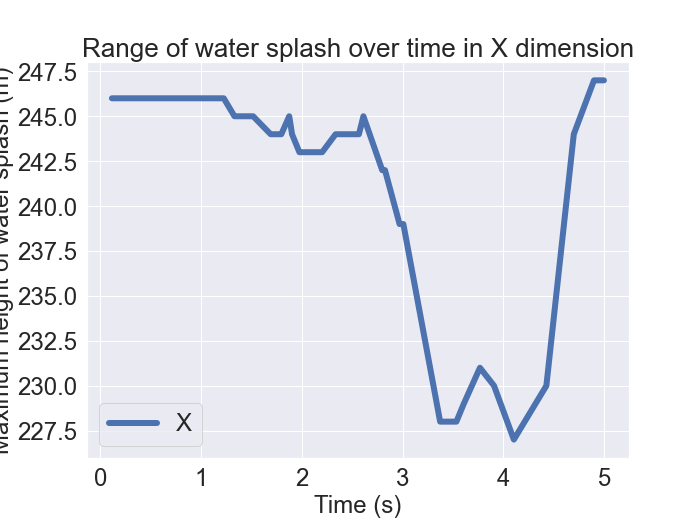 Range of water splash over time in X dimension
Maximum height of water splash (m)
247.5
245.0
242.5
240.0
237.5
235.0
232.5
230.0
227.5
X
0 1 2 3 4 5
Time (s)